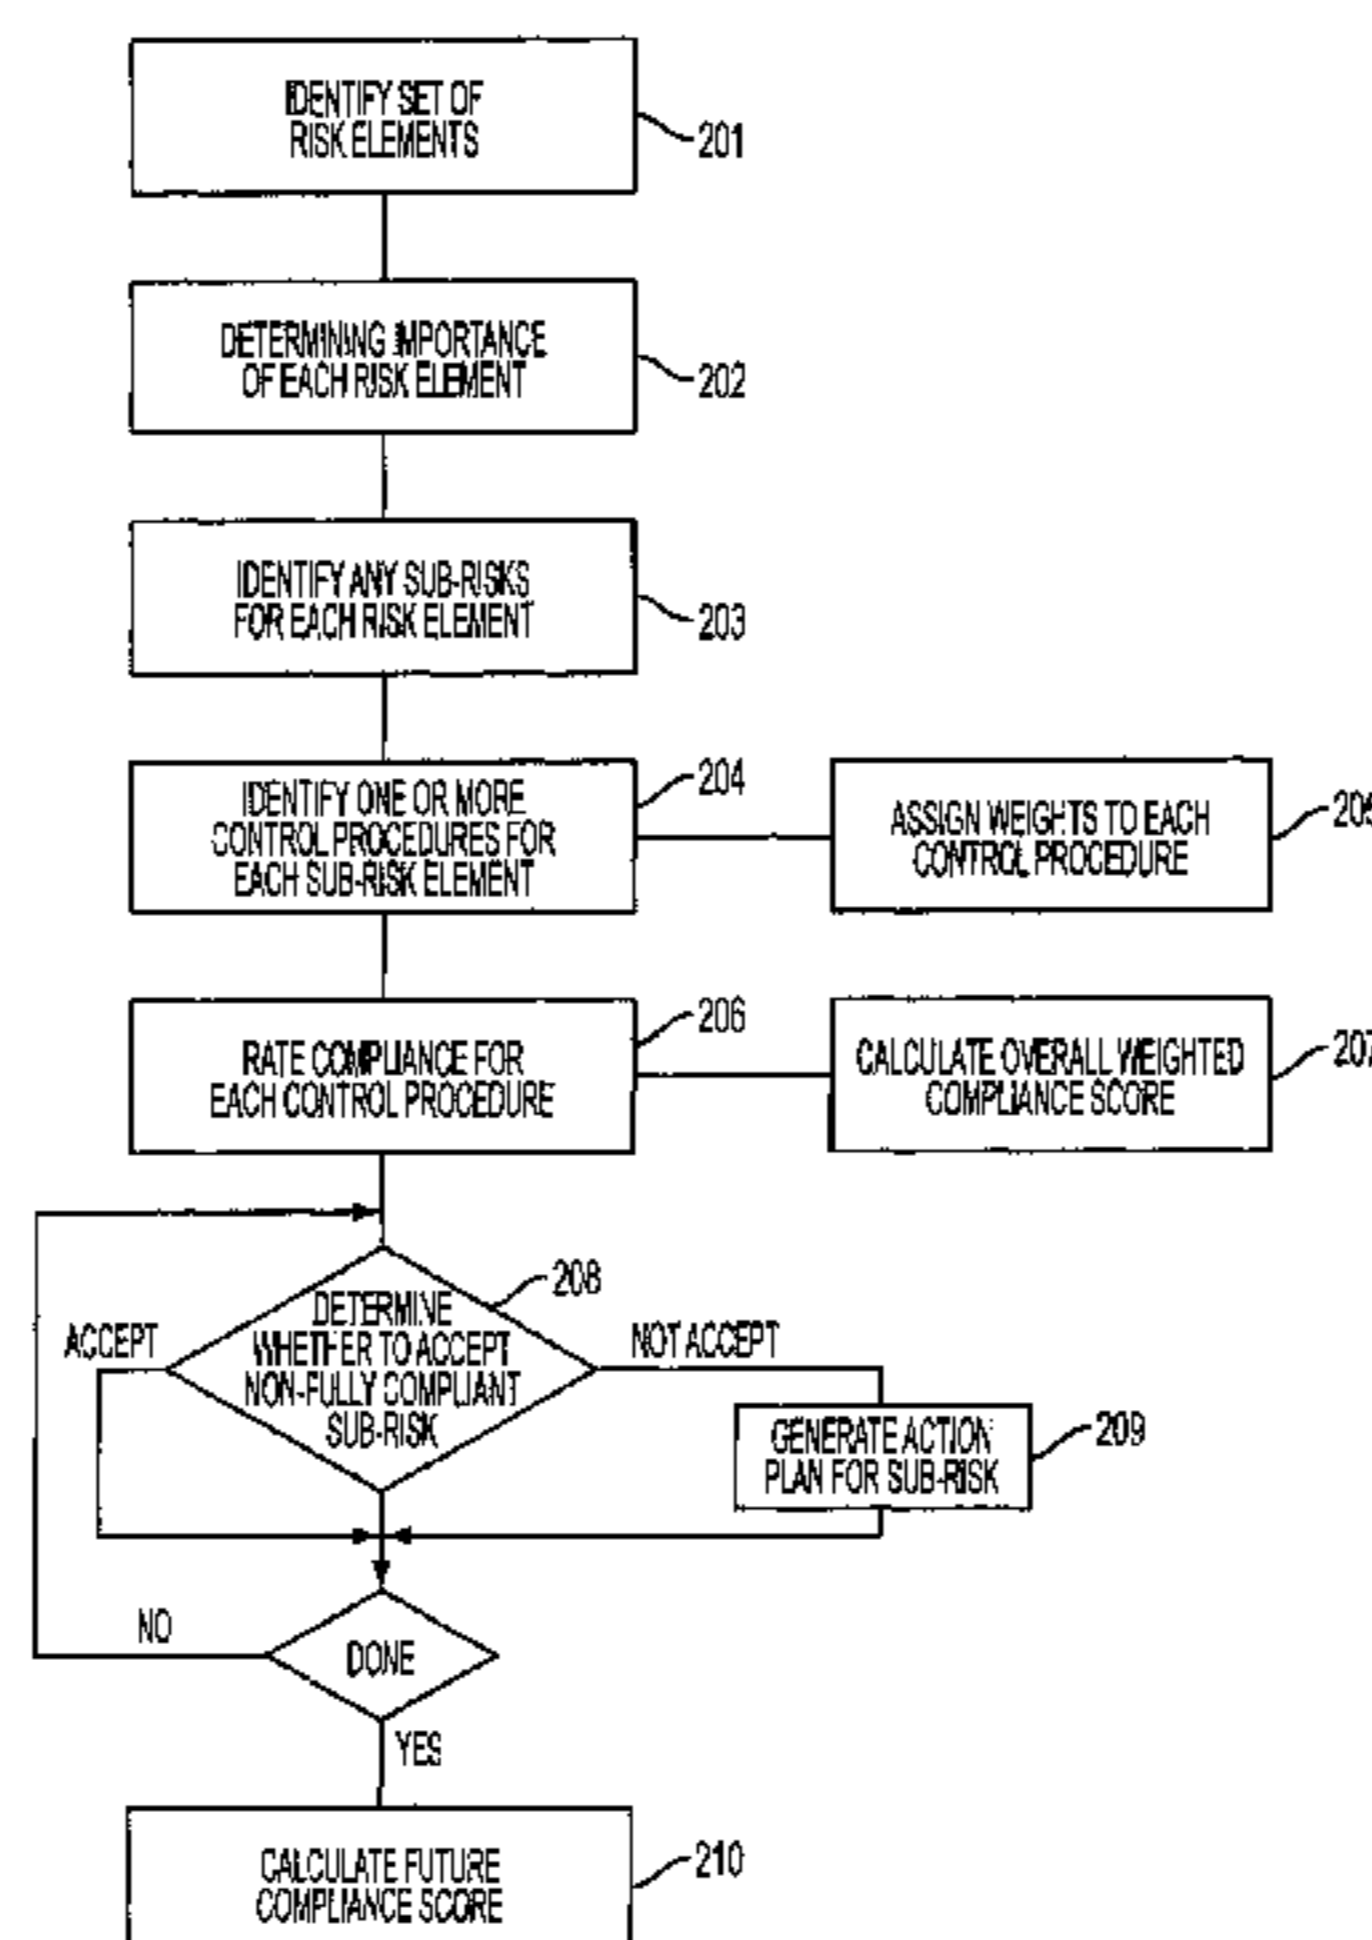 IDENTIFY SET OF
RISK ELEMENTS
201
DETERMINING IMPORTANCE
OF EACH RISK ELEMENT
202
IDENTIFY ANY SUB-RISKS
FOR EACH RISK ELEMENT
203
IDENTIFY ONE OR MORE
CONTROL PROCEDURES FOR
EACH SUB-RISK ELEMENT
204
ASSIGN WEIGHTS TO EACH
CONTROL PROCEDURE
205
RATE COMPLIANCE FOR
EACH CONTROL PROCEDURE
206
CALCULATE OVERALL WEIGHTED
COMPLIANCE SCORE
207
208
DETERMINE
WHETHER TO ACCEPT
NON-FULLY COMPLIANT
SUB-RISK
ACCEPT
NOT ACCEPT
GENERATE ACTION
PLAN FOR SUB-RISK
209
NO
DONE
YES
CALCULATE FUTURE
COMPLIANCE SCORE
210